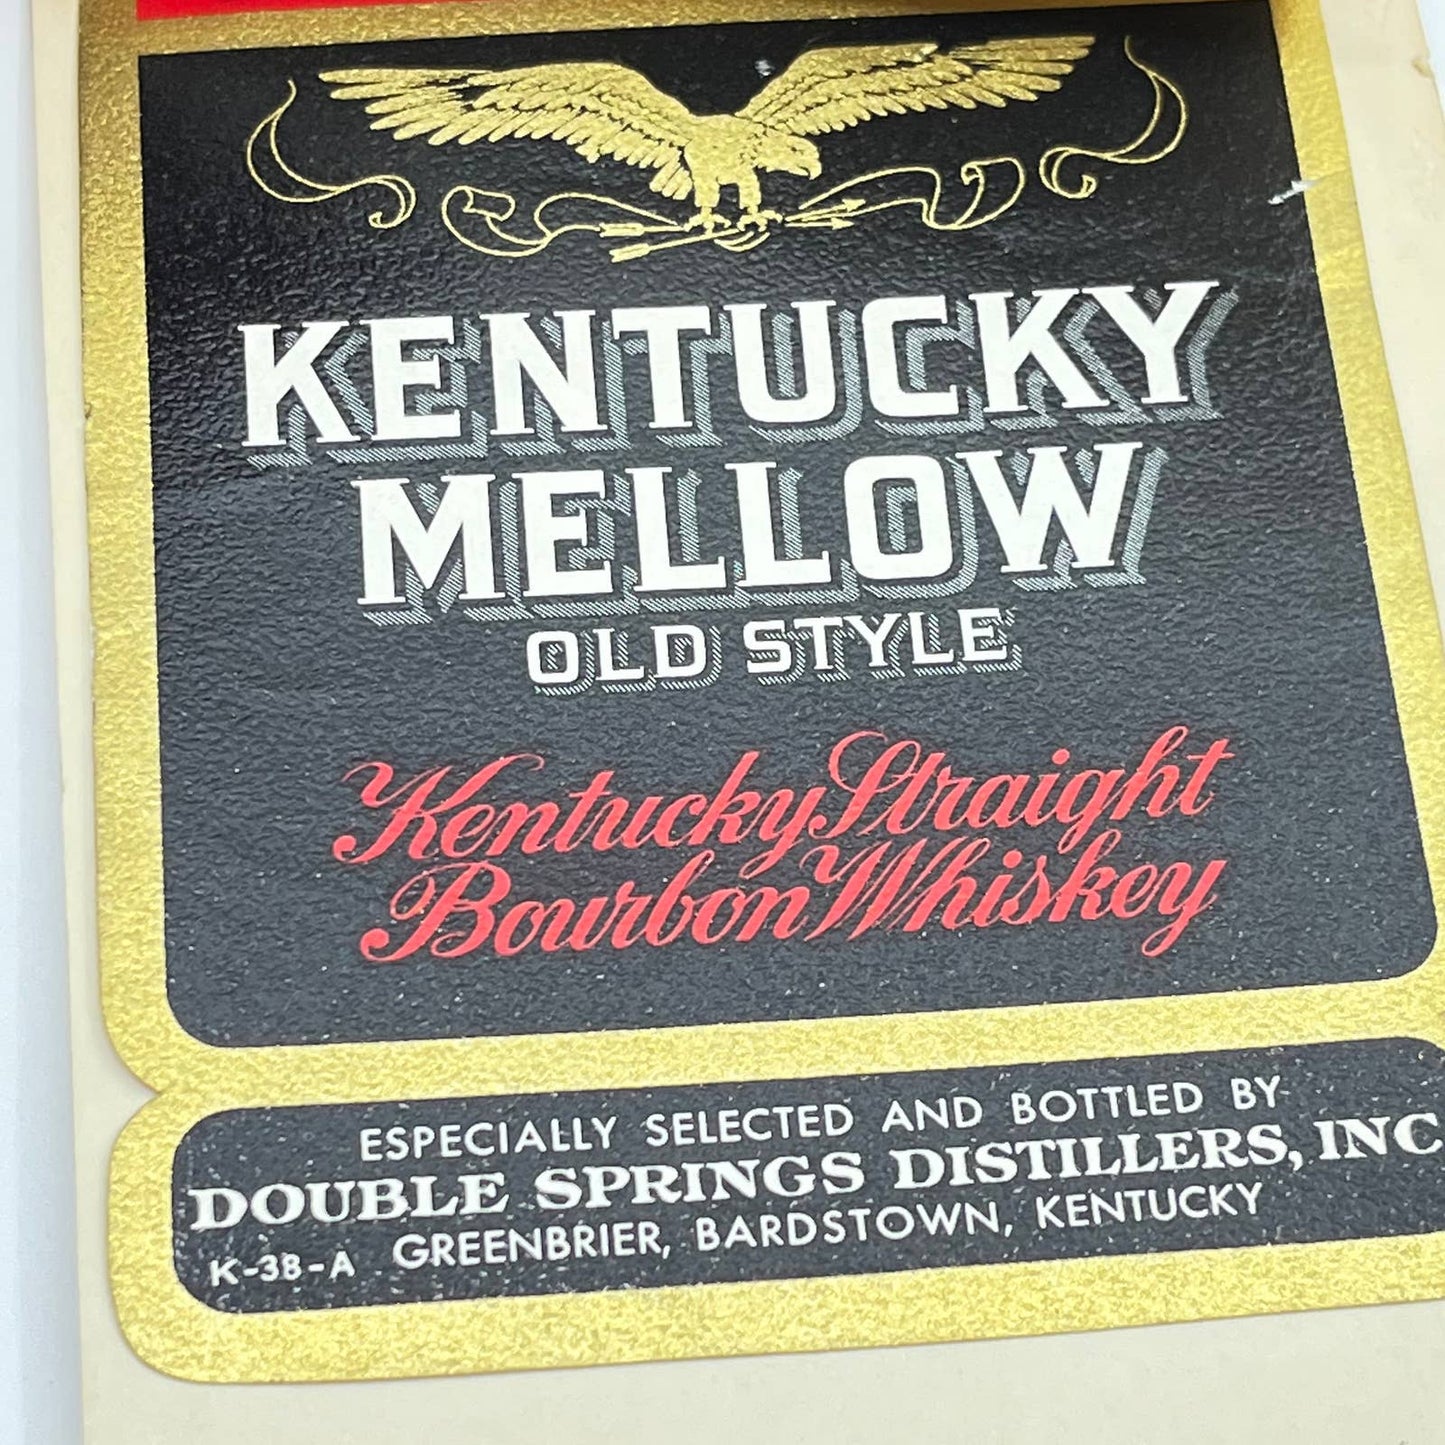 KENTUCKY
MELLOW
OLD STYLE
Kentucky Straight
Bourbon Whiskey
ESPECIALLY SELECTED AND BOTTLED BY
DOUBLE SPRINGS DISTILLERS, INC
GREENBRIER, BARDSTOWN, KENTUCKY
K-38-A